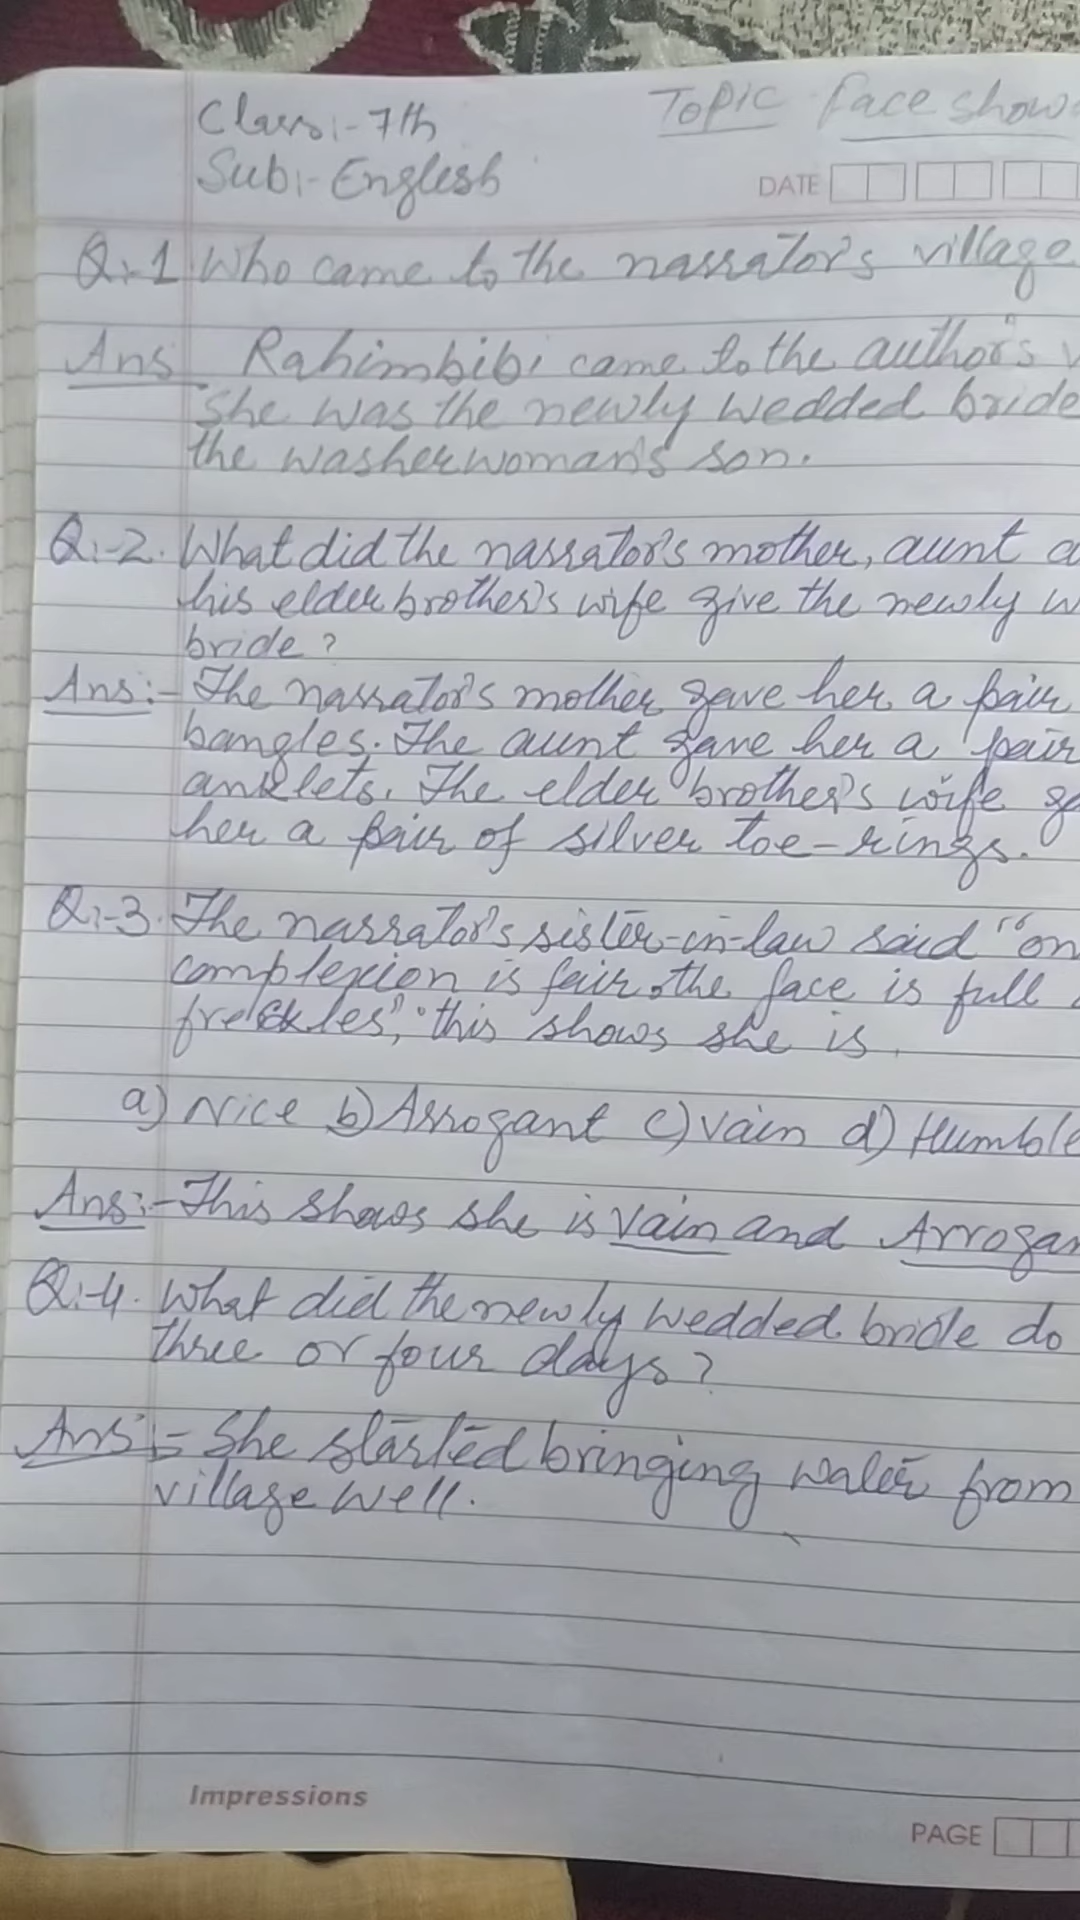 Class:- 7th
Topic Face show
Sub:- English
DATE
Q:-1 Who came to the narrator's village
Ans Rahimbibi came to the author's
She was the newly wedded bride
the washerwoman's son.
Q:-2. What did the narrator's mother, aunt a
his elder brother's wife give the newly w
bride?
Ans:- The narrator's mother gave her a pair
bangles. The aunt gave her a pair
anklets. The elder brother's wife ga
her a pair of silver toe-rings.
Q:-3. The narrator's sister-in-law said "on
complexion is fair, the face is full
freckles", this shows she is.
a) Nice b) Arrogant c) Vain d) Humble
Ans:- This shows she is Vain and Arrogan
Q:-4. What did the newly wedded bride do
three or four days?
Ans:- She started bringing water from
village well.
Impressions
PAGE